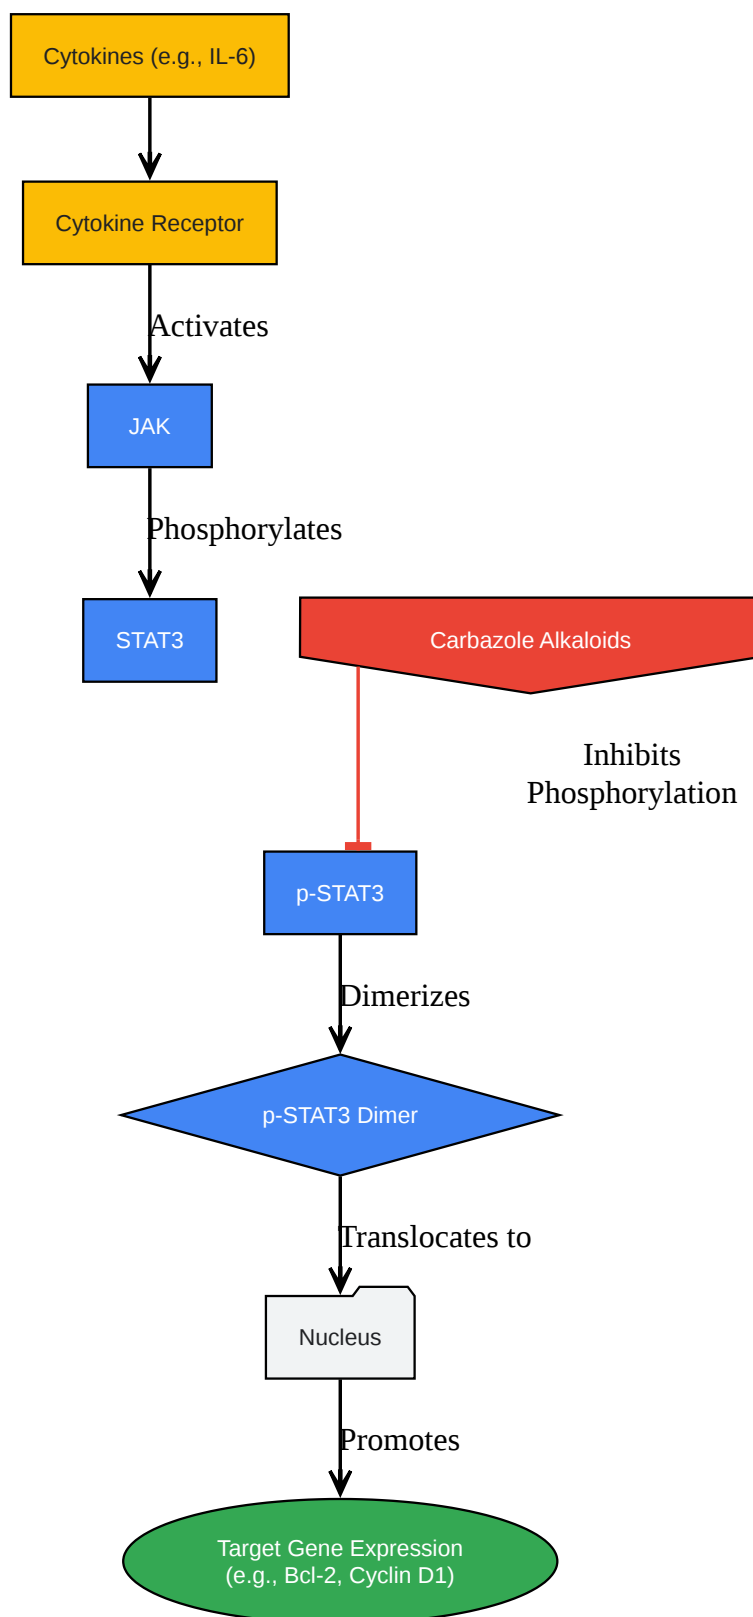 Cytokines (e.g., IL-6)
Cytokine Receptor
Activates
JAK
Phosphorylates
STAT3
Carbazole Alkaloids
Inhibits
Phosphorylation
p-STAT3
Dimerizes
p-STAT3 Dimer
Translocates to
Nucleus
Promotes
Target Gene Expression
(e.g., Bcl-2, Cyclin D1)